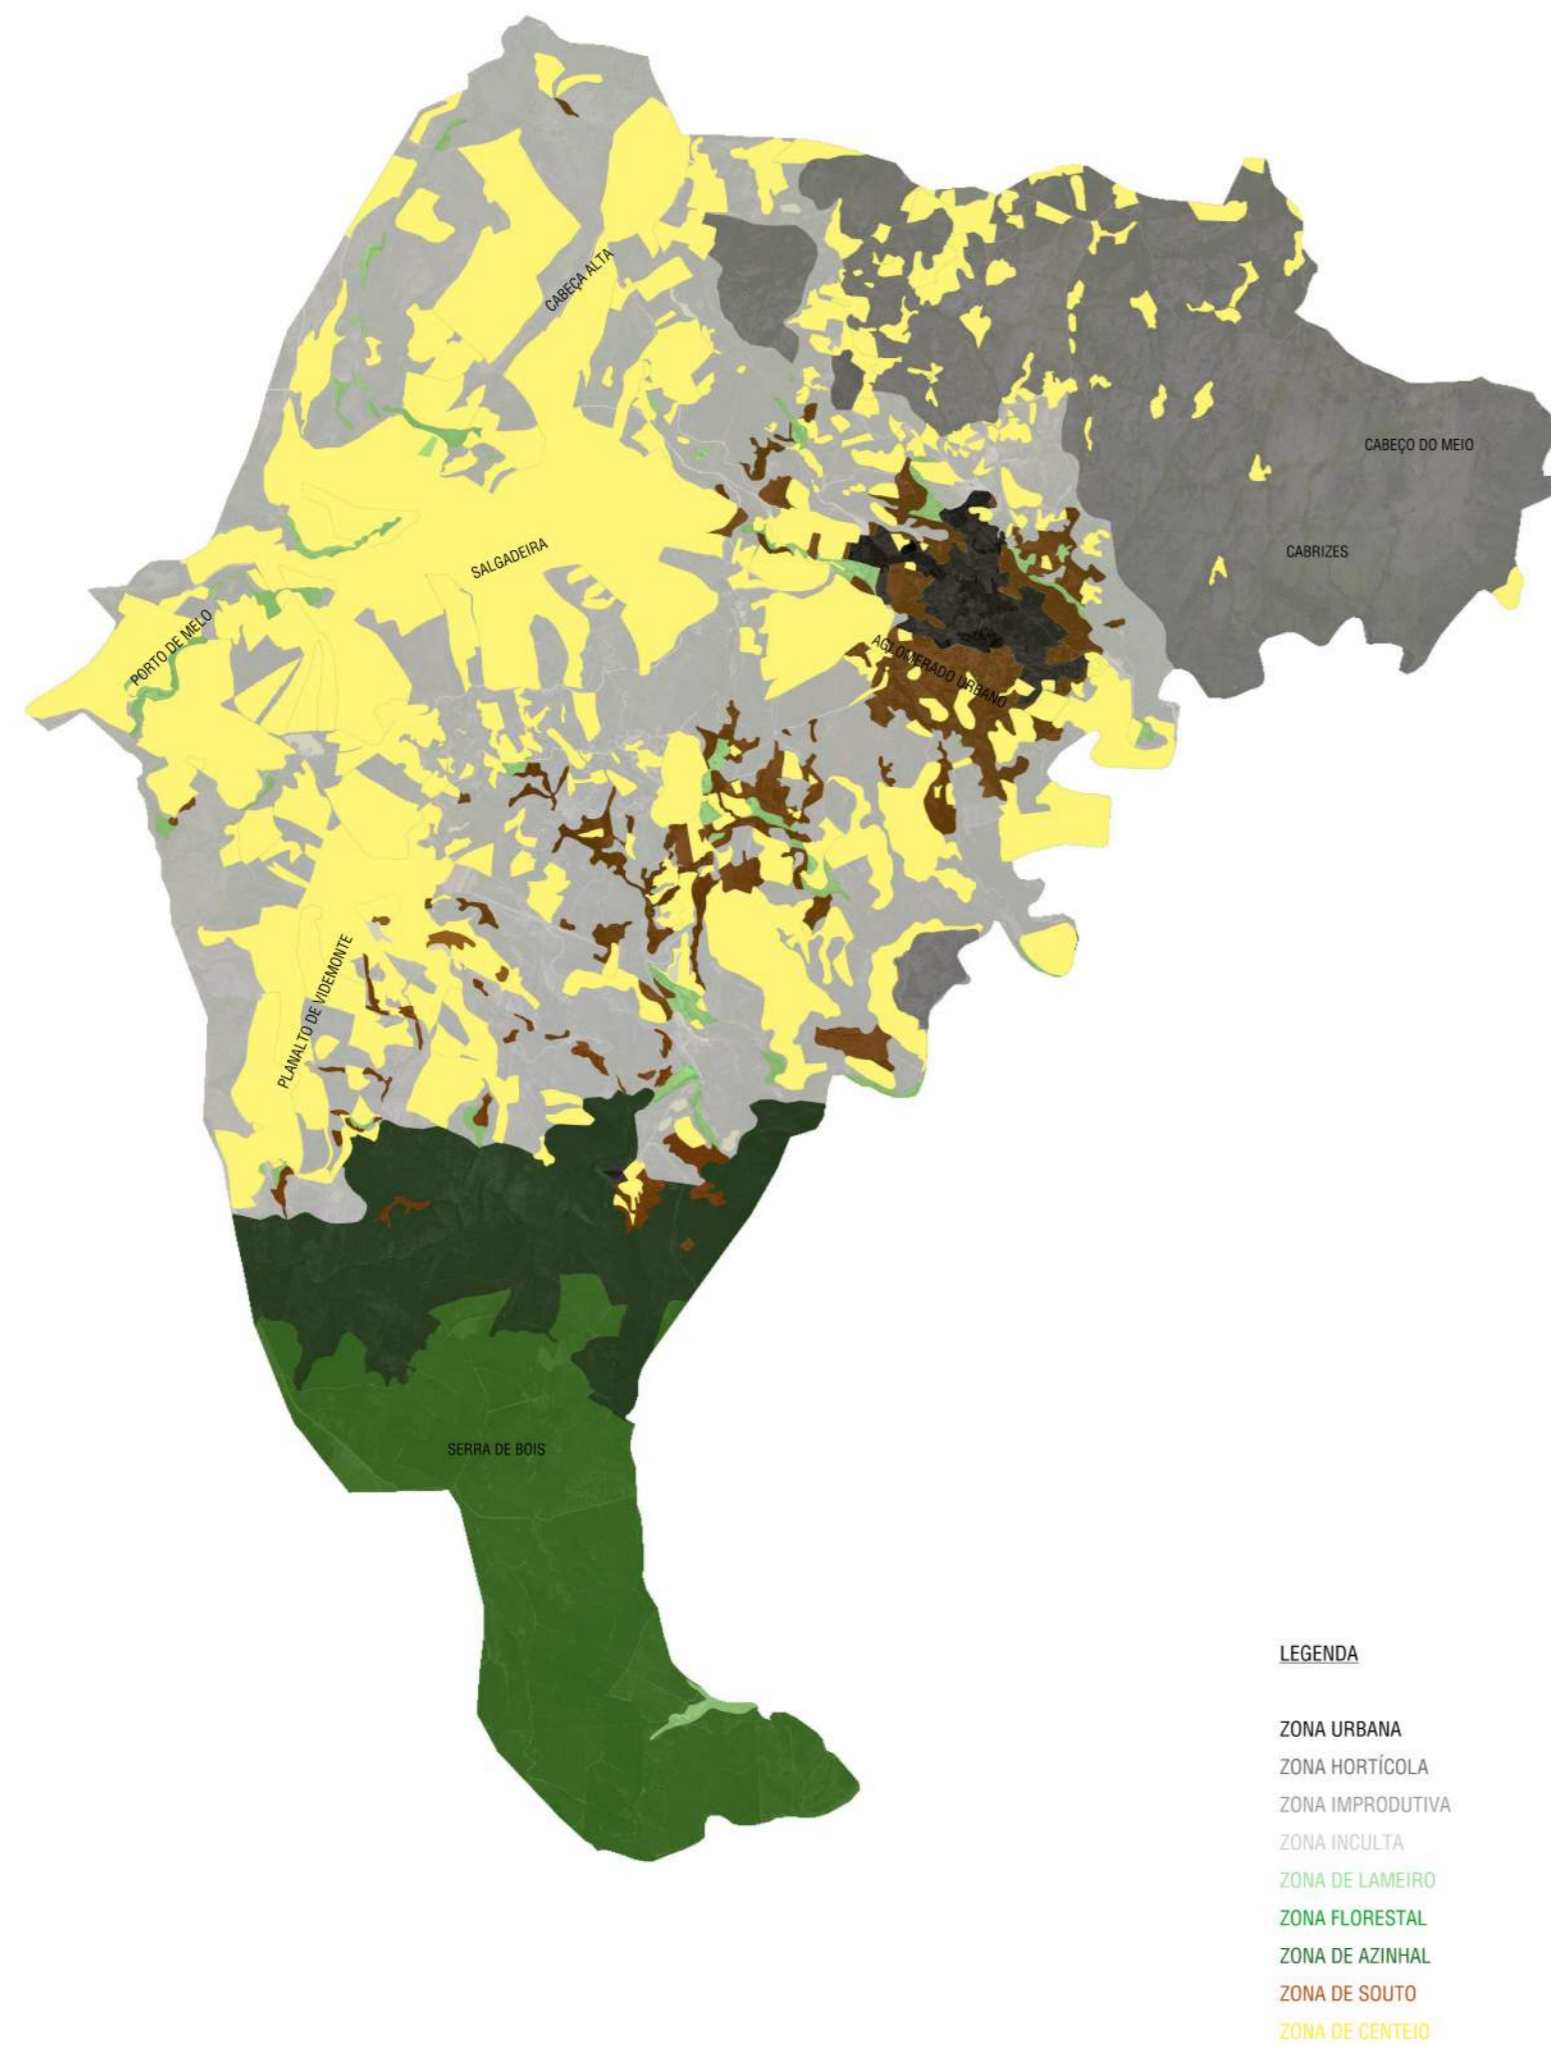 CABEÇA ALTA
CABEÇO DO MEIO
SALGADEIRA
CABRIZES
PORTO DE MELO
AGLOMERADO URBANO
PLANALTO DE VIDEMONTE
SERRA DE BOIS
LEGENDA
ZONA URBANA
ZONA HORTÍCOLA
ZONA IMPRODUTIVA
ZONA INCULTA
ZONA DE LAMEIRO
ZONA FLORESTAL
ZONA DE AZINHAL
ZONA DE SOUTO
ZONA DE CENTEIO